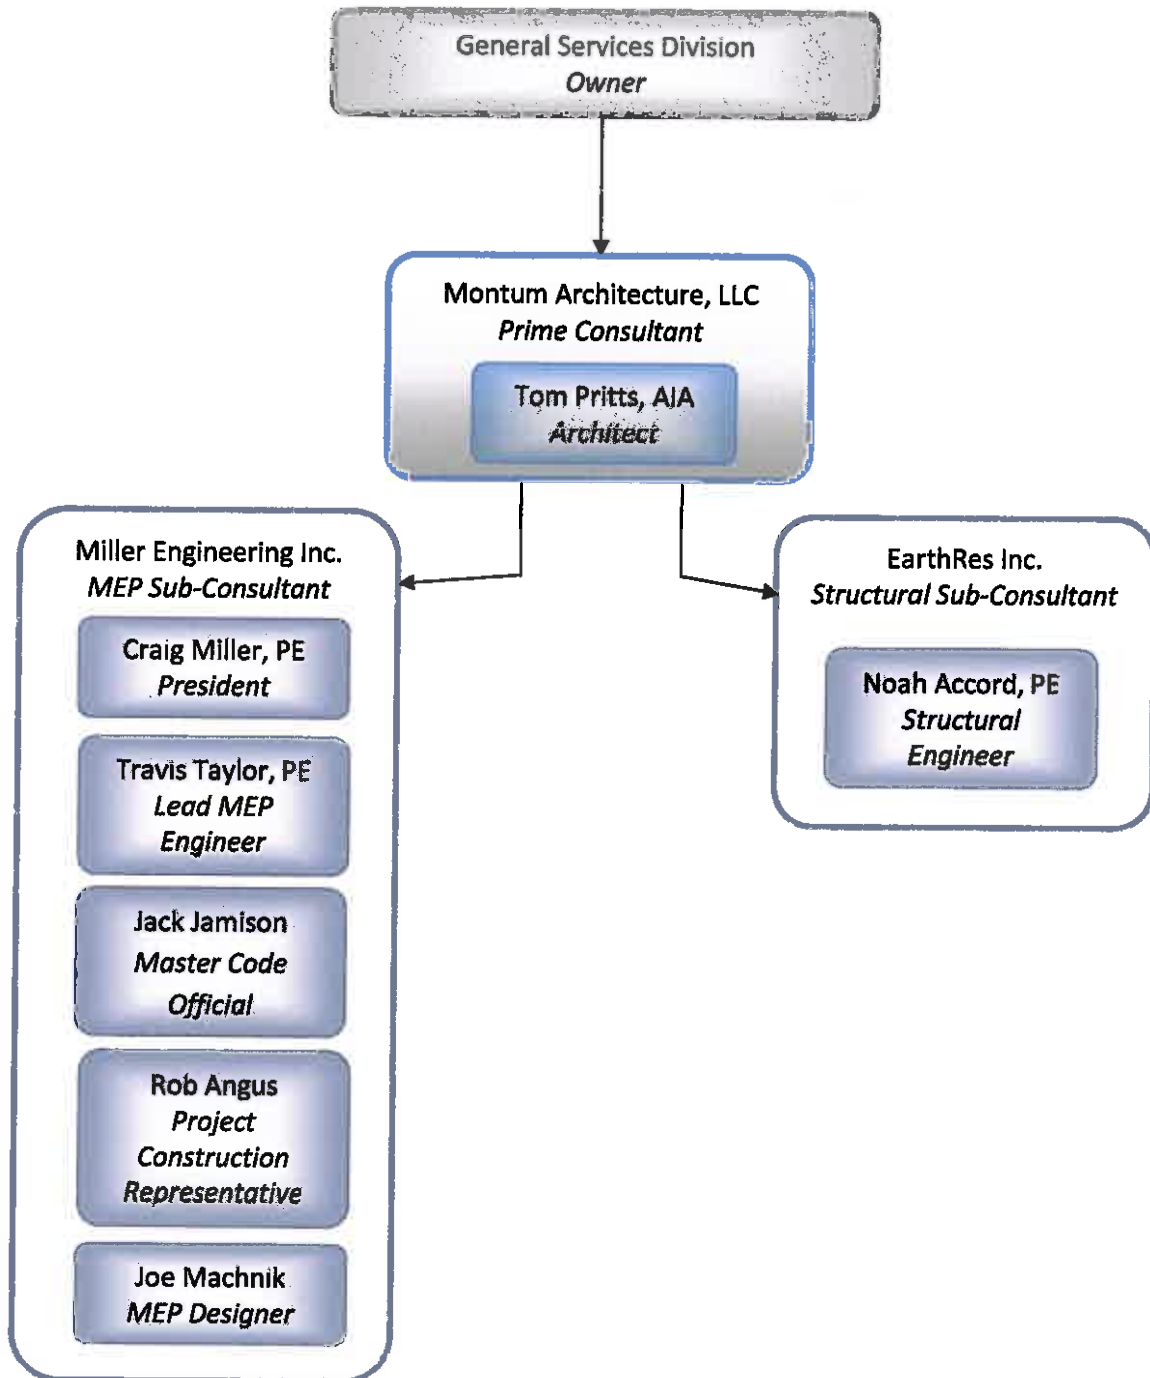 General Services Division
Owner
Montum Architecture, LLC
Prime Consultant
Tom Pritts, AIA
Architect
Miller Engineering Inc.
MEP Sub-Consultant
Craig Miller, PE
President
Travis Taylor, PE
Lead MEP
Engineer
Jack Jamison
Master Code
Official
Rob Angus
Project
Construction
Representative
Joe Machnik
MEP Designer
EarthRes Inc.
Structural Sub-Consultant
Noah Accord, PE
Structural
Engineer